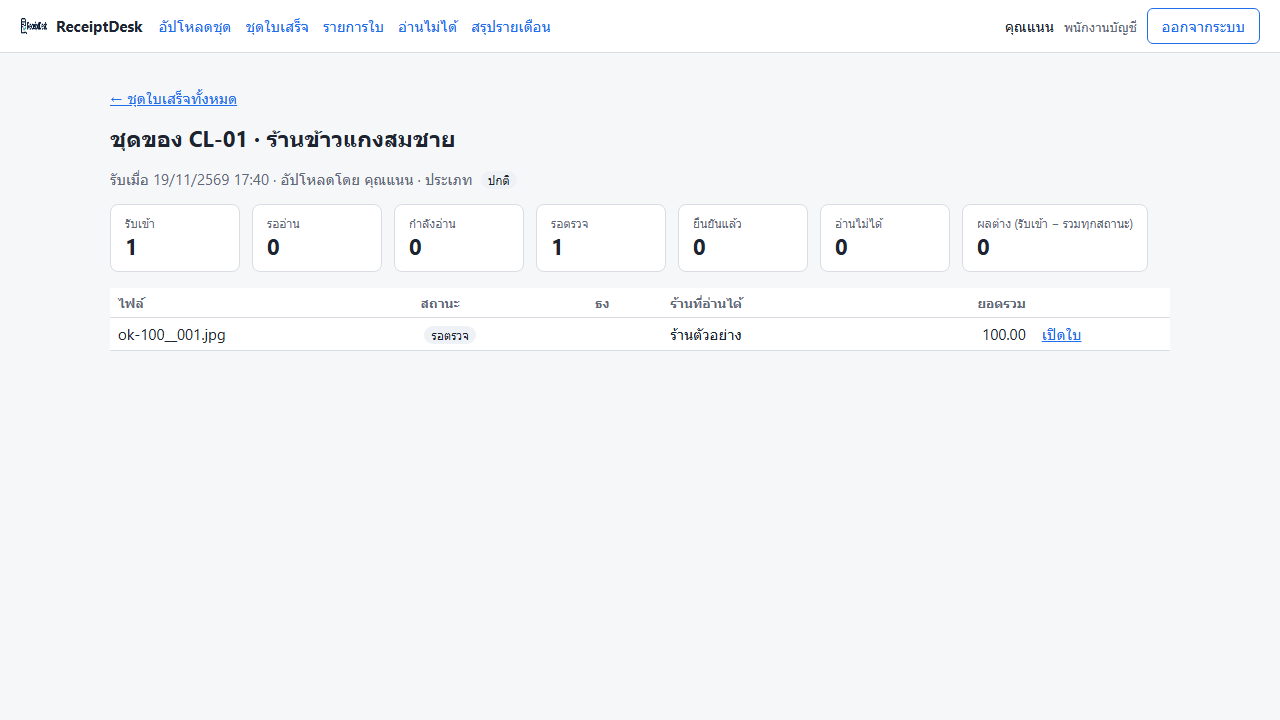 ReceiptDesk อัปโหลดชุด ชุดใบเสร็จ รายการใบ อ่านไม่ได้ สรุปรายเดือน คุณแนน พนักงานบัญชี ออกจากระบบ
← ชุดใบเสร็จทั้งหมด
ชุดของ CL-01 · ร้านข้าวแกงสมชาย
รับเมื่อ 19/11/2569 17:40 · อัปโหลดโดย คุณแนน · ประเภท ปกติ
รับเข้า รออ่าน กำลังอ่าน รอตรวจ ยืนยันแล้ว อ่านไม่ได้ ผลต่าง (รับเข้า − รวมทุกสถานะ)
1 0 0 1 0 0 0
ไฟล์ สถานะ ธง ร้านที่อ่านได้ ยอดรวม
ok-100__001.jpg รอตรวจ ร้านตัวอย่าง 100.00 เปิดใบ